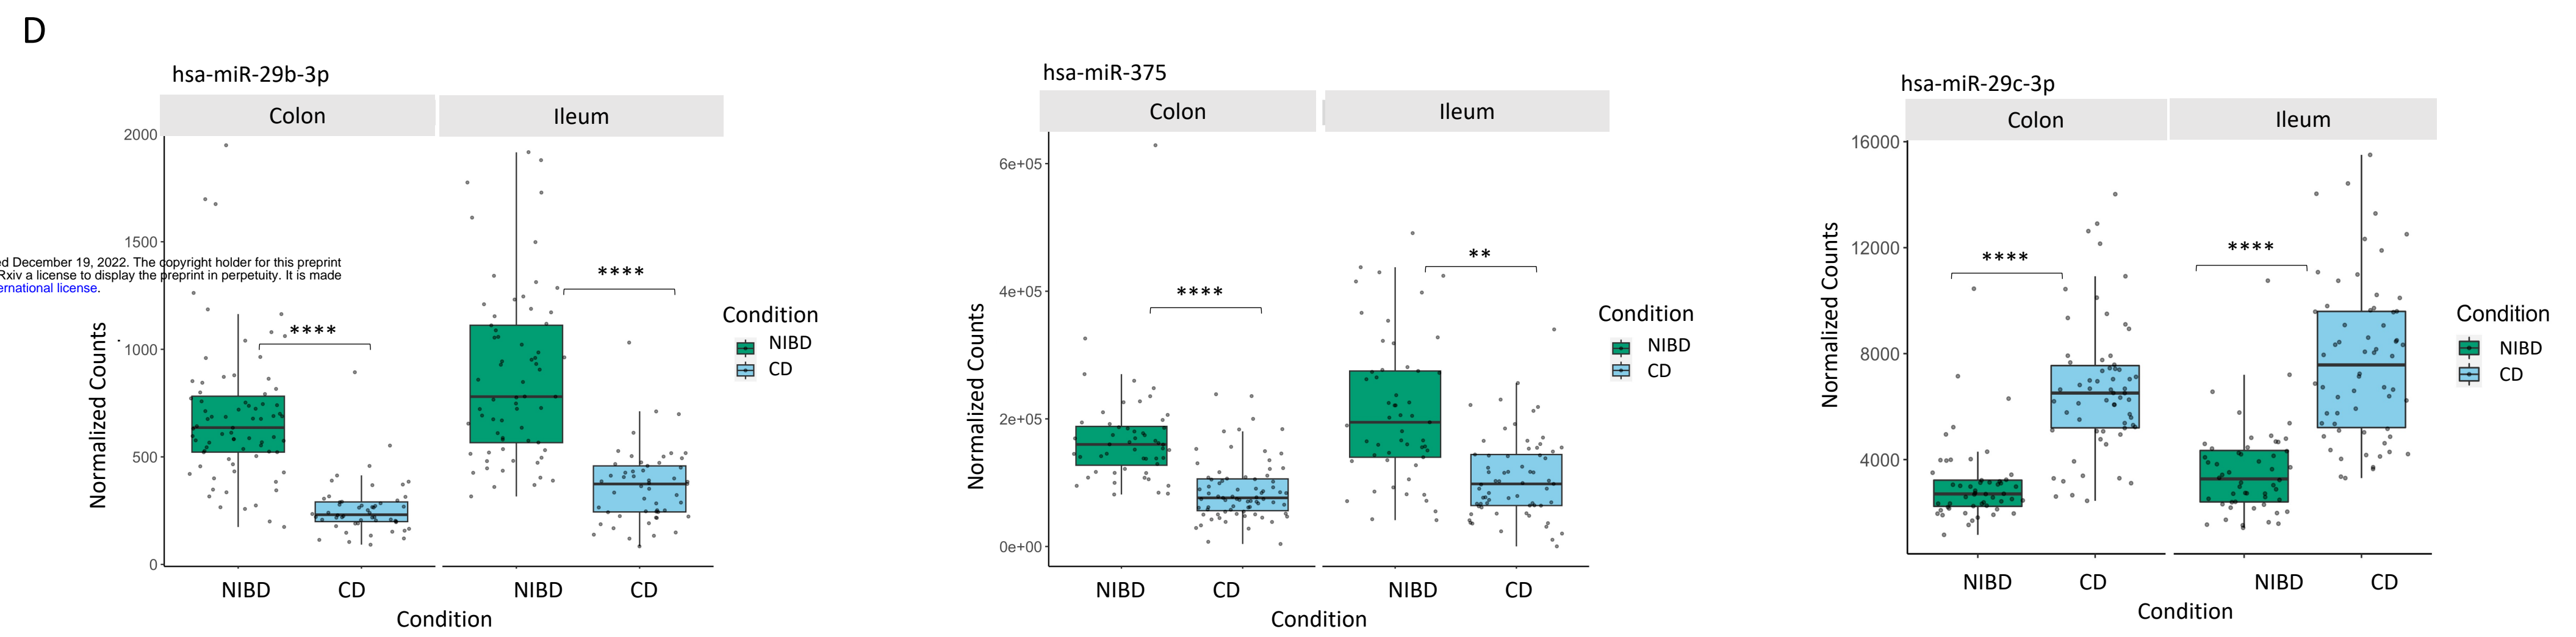 D
hsa-miR-29b-3p
Colon
Ileum
2000
1500
1000
500
0
Normalized Counts
ed December 19, 2022. The copyright holder for this preprint
Rxiv a license to display the preprint in perpetuity. It is made
ernational license.
****
****
NIBD
CD
NIBD
CD
Condition
Condition
NIBD
CD
hsa-miR-375
Colon
Ileum
6e+05
4e+05
2e+05
0e+00
Normalized Counts
****
**
NIBD
CD
NIBD
CD
Condition
Condition
NIBD
CD
hsa-miR-29c-3p
Colon
Ileum
16000
12000
8000
4000
Normalized Counts
****
****
NIBD
CD
NIBD
CD
Condition
Condition
NIBD
CD